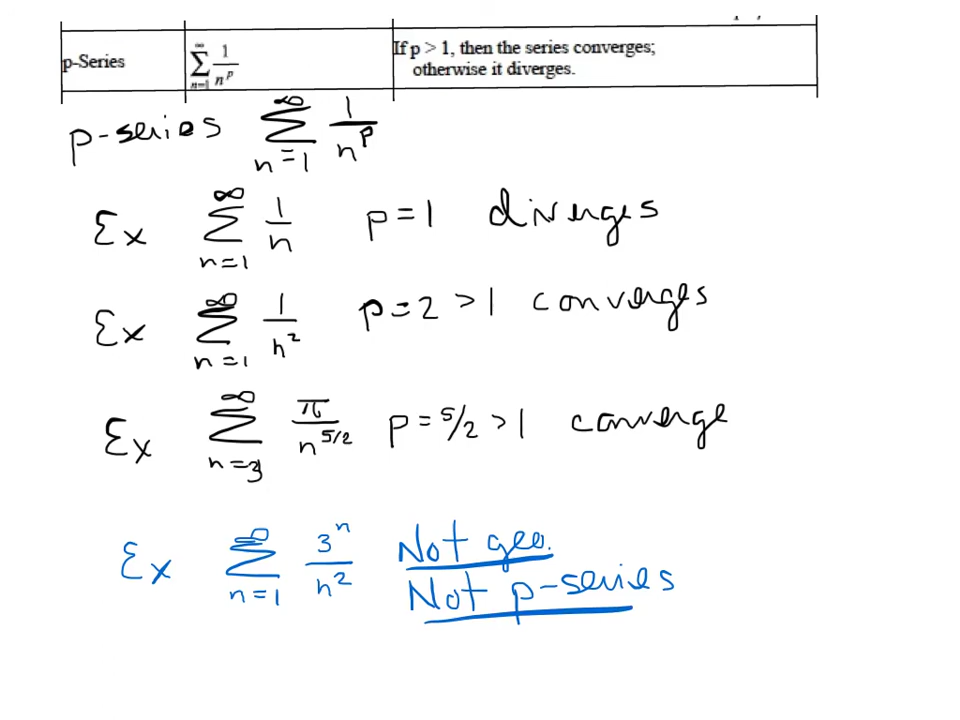 p-Series ∞ ∑ n=1 1/n^p If p > 1, then the series converges;
otherwise it diverges.
p-series ∞ ∑ n=1 1/n^p
Ex ∞ ∑ n=1 1/n p=1 diverges
Ex ∞ ∑ n=1 1/n² p=2 >1 converges
Ex ∞ ∑ n=3 π/n^5/2 p=5/2 >1 converge
Ex ∞ ∑ n=1 3^n/n² Not geo.
Not p-series